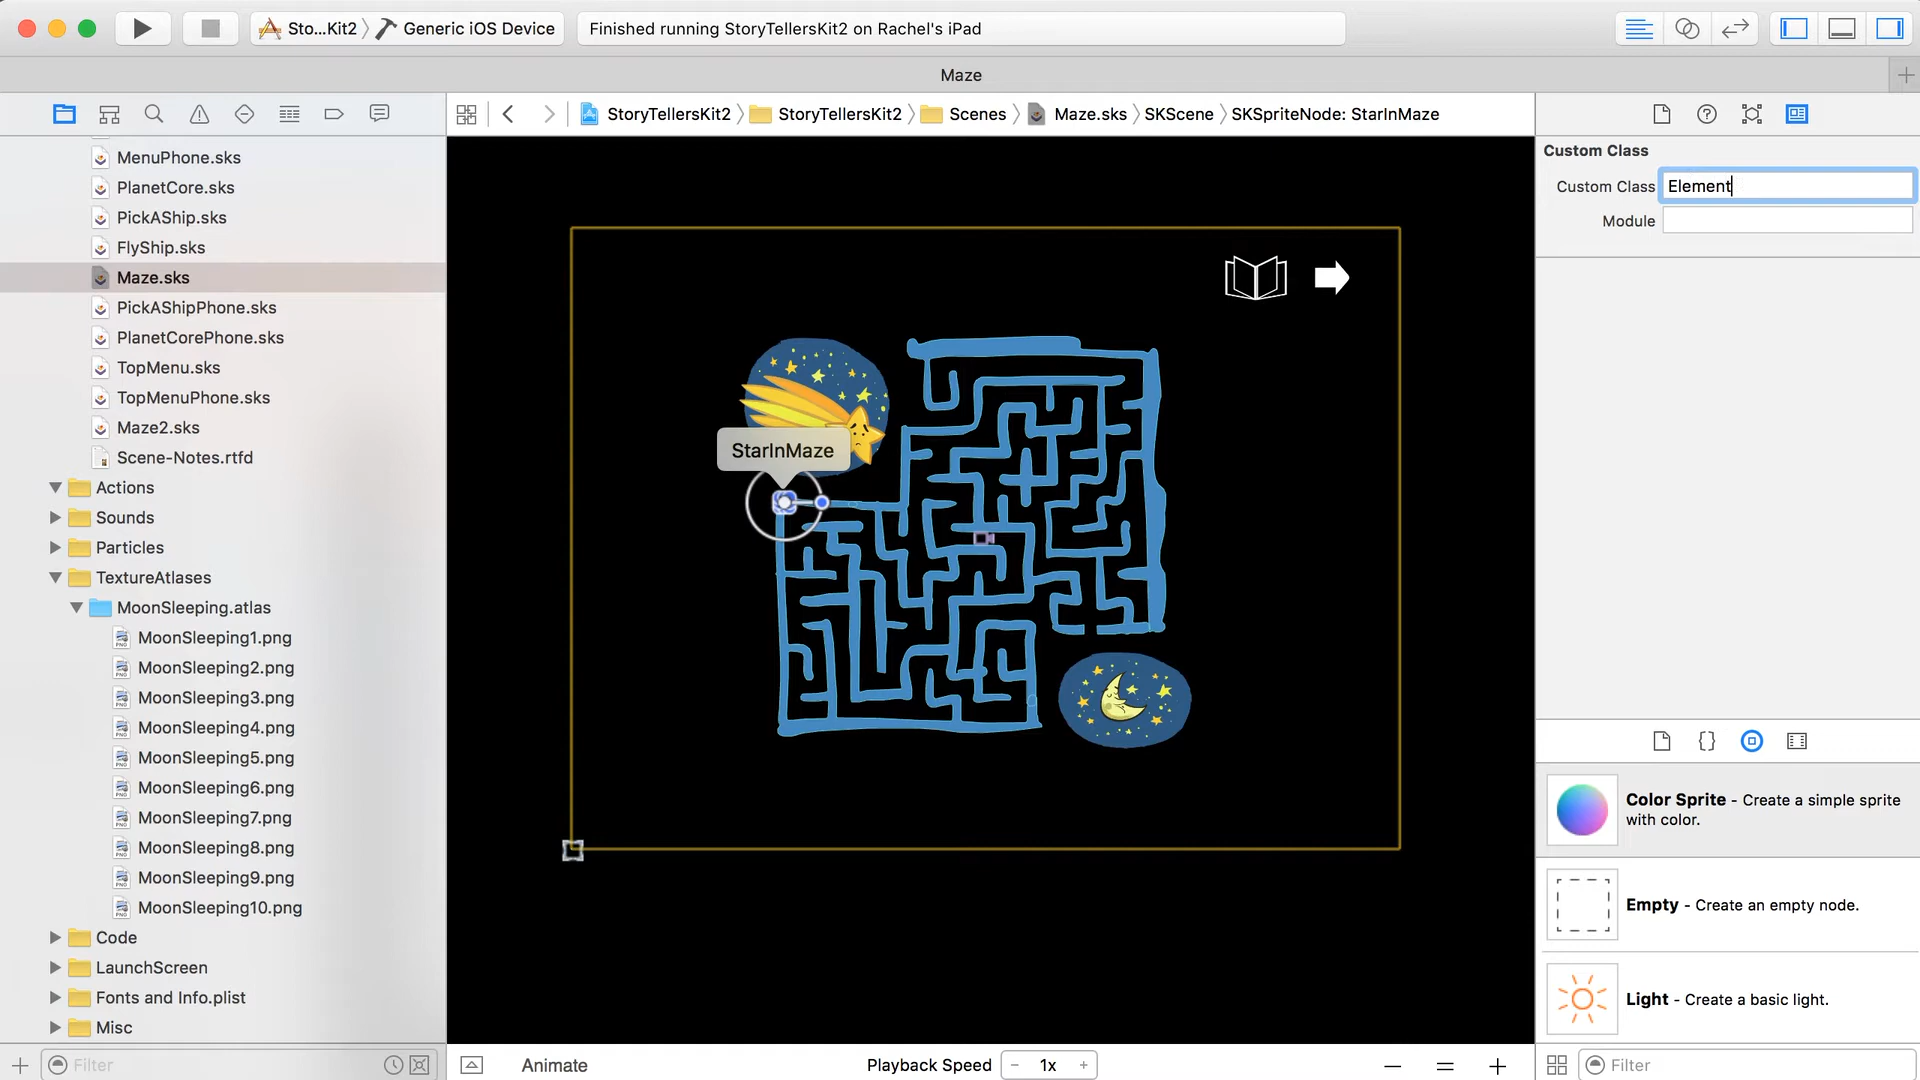 Sto…Kit2 Generic iOS Device
Finished running StoryTellersKit2 on Rachel's iPad
Maze
StoryTellersKit2 StoryTellersKit2 Scenes Maze.sks SKScene SKSpriteNode: StarInMaze
MenuPhone.sks
PlanetCore.sks
PickAShip.sks
FlyShip.sks
Maze.sks
PickAShipPhone.sks
PlanetCorePhone.sks
TopMenu.sks
TopMenuPhone.sks
Maze2.sks
Scene-Notes.rtfd
Actions
Sounds
Particles
TextureAtlases
MoonSleeping.atlas
MoonSleeping1.png
MoonSleeping2.png
MoonSleeping3.png
MoonSleeping4.png
MoonSleeping5.png
MoonSleeping6.png
MoonSleeping7.png
MoonSleeping8.png
MoonSleeping9.png
MoonSleeping10.png
Code
LaunchScreen
Fonts and Info.plist
Misc
Filter
StarInMaze
Animate
Playback Speed − 1x +
Custom Class
Custom Class Element
Module
Color Sprite - Create a simple sprite
with color.
Empty - Create an empty node.
Light - Create a basic light.
Filter